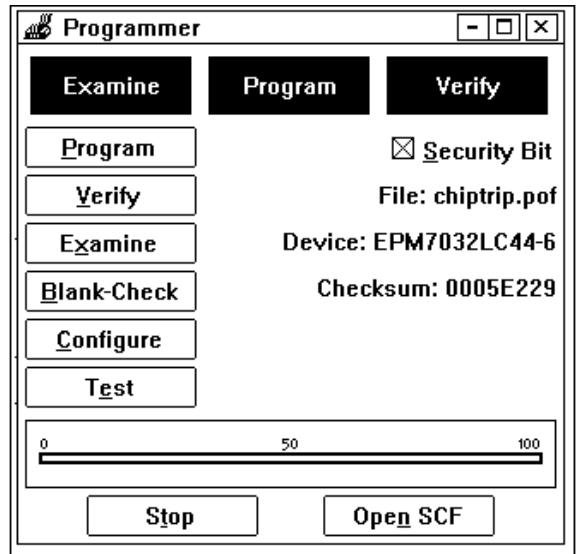 Programmer
Examine Program Verify
Program
Security Bit
Verify
File: chiptrip.pof
Examine
Device: EPM7032LC44-6
Blank-Check
Checksum: 0005E229
Configure
Test
0 50 100
Stop Open SCF